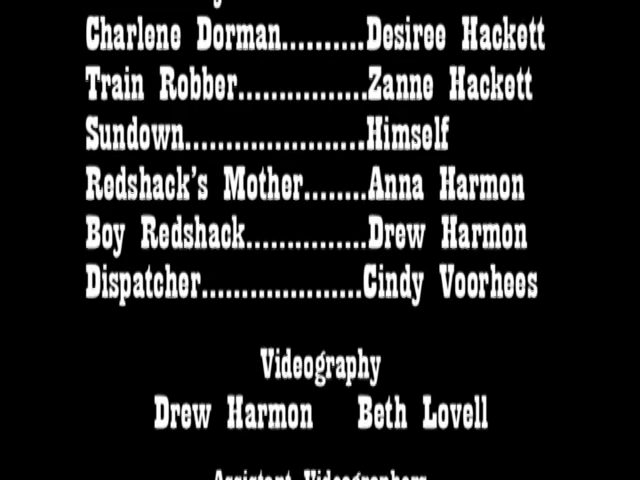 Charlene Dorman..........Desiree Hackett
Train Robber................Zanne Hackett
Sundown......................Himself
Redshack's Mother........Anna Harmon
Boy Redshack...............Drew Harmon
Dispatcher....................Cindy Voorhees
Videography
Drew Harmon Beth Lovell
Assistant Videographers